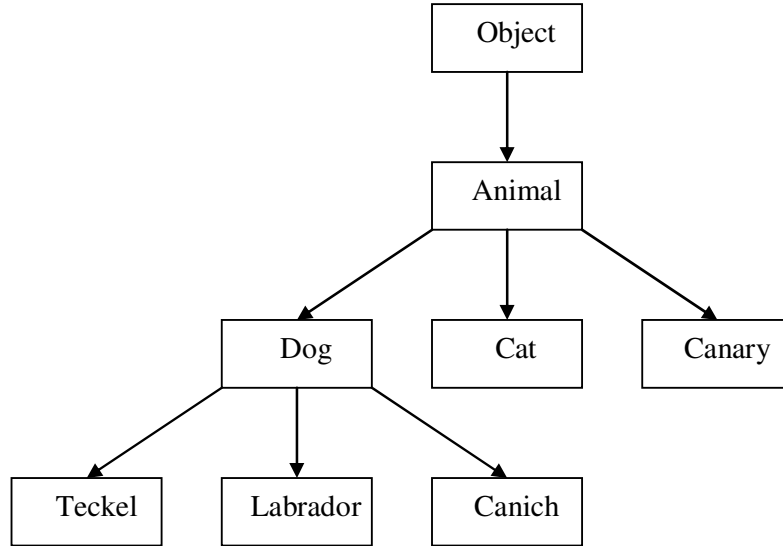 Object
Animal
Dog
Cat
Canary
Teckel
Labrador
Canich